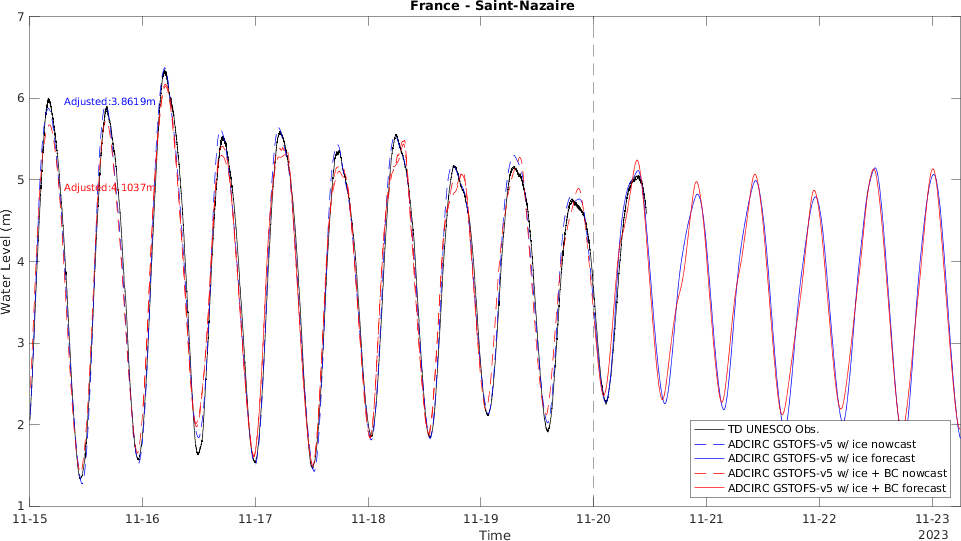 France - Saint-Nazaire
7
6
5
4
3
2
1
Water Level (m)
Adjusted:3.8619m
Adjusted:4.1037m
TD UNESCO Obs.
ADCIRC GSTOFS-v5 w/ ice nowcast
ADCIRC GSTOFS-v5 w/ ice forecast
ADCIRC GSTOFS-v5 w/ ice + BC nowcast
ADCIRC GSTOFS-v5 w/ ice + BC forecast
11-15 11-16 11-17 11-18 11-19 11-20 11-21 11-22 11-23
Time
2023